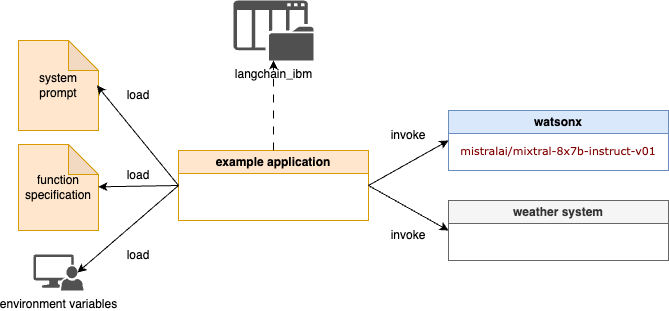 langchain_ibm
system
prompt
load
example application
invoke
watsonx
mistralai/mixtral-8x7b-instruct-v01
function
specification
load
weather system
invoke
load
environment variables